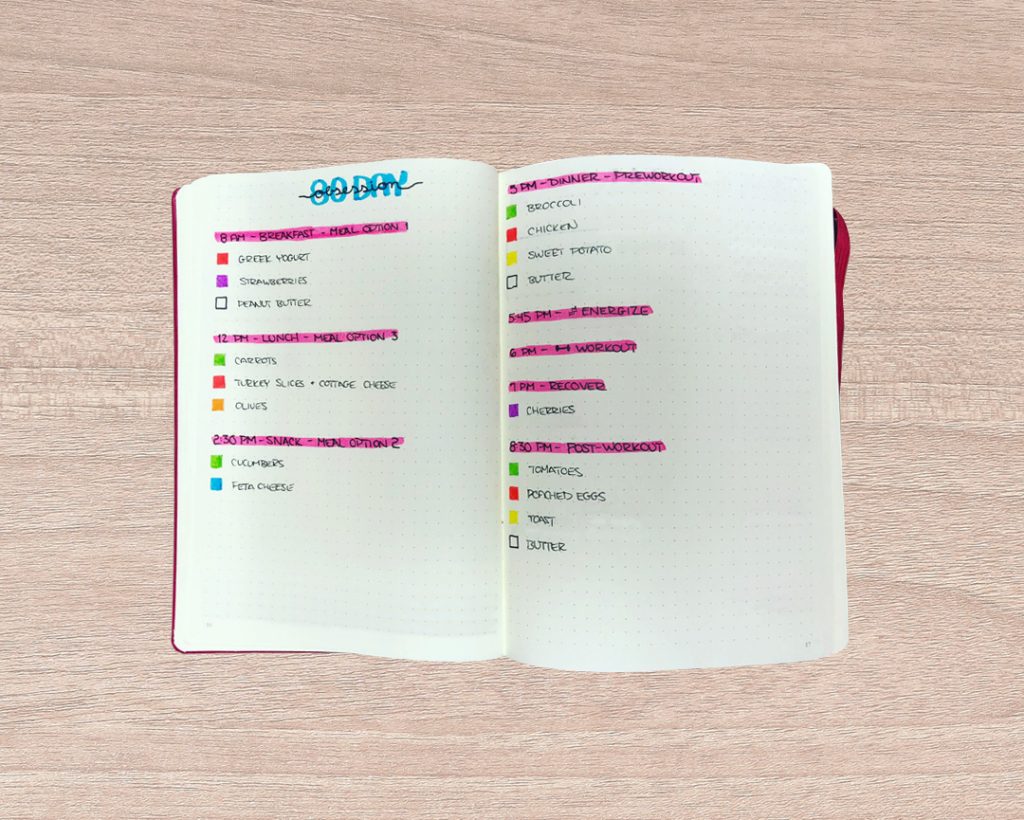 80 DAY
obsession
8 AM - BREAKFAST - MEAL OPTION 1
GREEK YOGURT
STRAWBERRIES
PEANUT BUTTER
12 PM - LUNCH - MEAL OPTION 3
CARROTS
TURKEY SLICES + COTTAGE CHEESE
OLIVES
2:30 PM - SNACK - MEAL OPTION 2
CUCUMBERS
FETA CHEESE
5 PM - DINNER - PREWORKOUT
BROCCOLI
CHICKEN
SWEET POTATO
BUTTER
5:45 PM - ENERGIZE
6 PM - WORKOUT
7 PM - RECOVER
CHERRIES
8:30 PM - POST-WORKOUT
TOMATOES
POACHED EGGS
TOAST
BUTTER